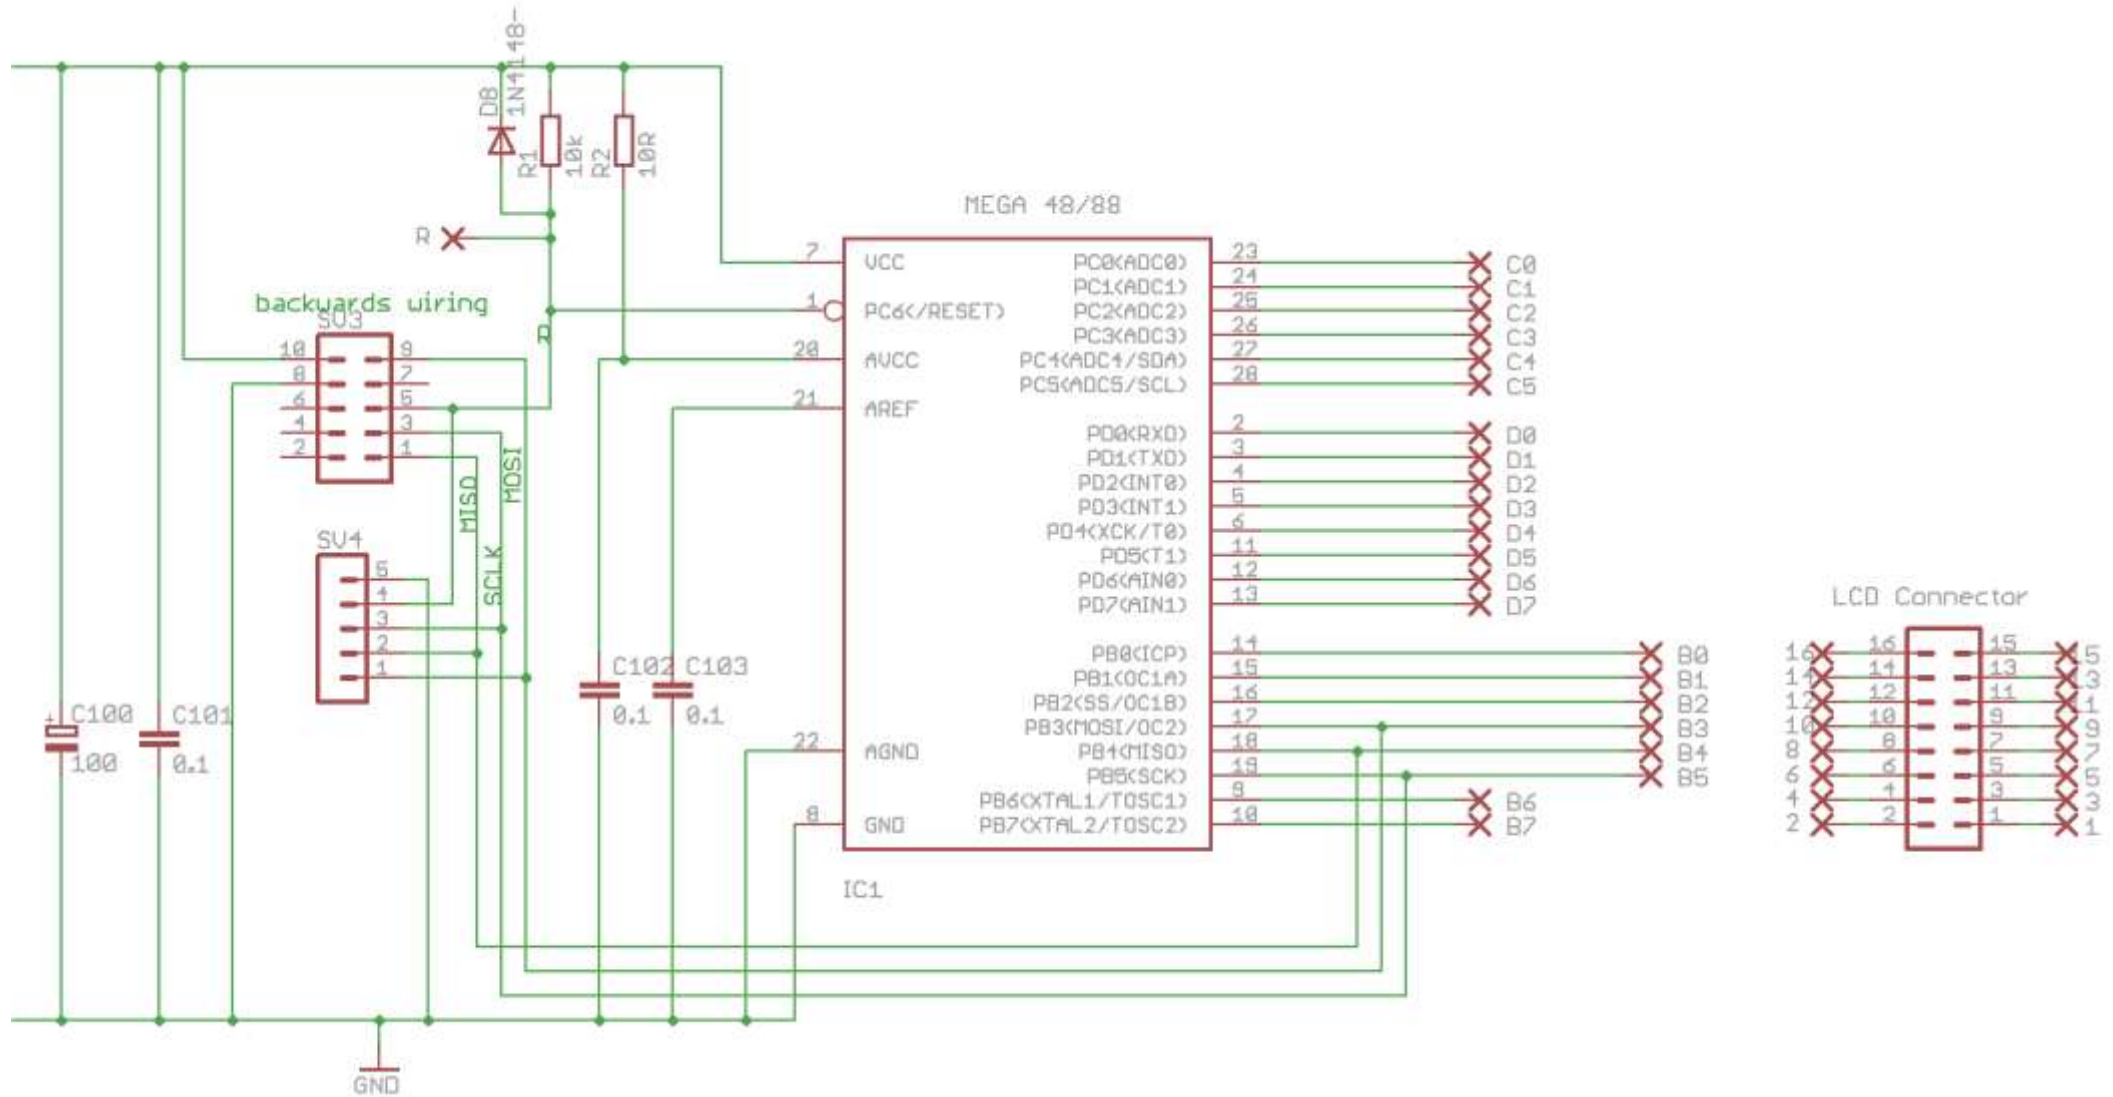 1N4148-
D8
R1
10k
R2
10R
R
MEGA 48/88
backwards wiring
SV3
10
8
6
4
2
9
7
5
3
1
R
MISO
MOSI
SCLK
SV4
5
4
3
2
1
C100
+
100
C101
0.1
C102
0.1
C103
0.1
GND
7 VCC
1 PC6(/RESET)
20 AVCC
21 AREF
22 AGND
8 GND
PC0(ADC0) 23 C0
PC1(ADC1) 24 C1
PC2(ADC2) 25 C2
PC3(ADC3) 26 C3
PC4(ADC4/SDA) 27 C4
PC5(ADC5/SCL) 28 C5
PD0(RXD) 2 D0
PD1(TXD) 3 D1
PD2(INT0) 4 D2
PD3(INT1) 5 D3
PD4(XCK/T0) 6 D4
PD5(T1) 11 D5
PD6(AIN0) 12 D6
PD7(AIN1) 13 D7
PB0(ICP) 14 B0
PB1(OC1A) 15 B1
PB2(SS/OC1B) 16 B2
PB3(MOSI/OC2) 17 B3
PB4(MISO) 18 B4
PB5(SCK) 19 B5
PB6(XTAL1/TOSC1) 9 B6
PB7(XTAL2/TOSC2) 10 B7
IC1
LCD Connector
16 16 15 15
14 14 13 13
12 12 11 11
10 10 9 9
8 8 7 7
6 6 5 5
4 4 3 3
2 2 1 1